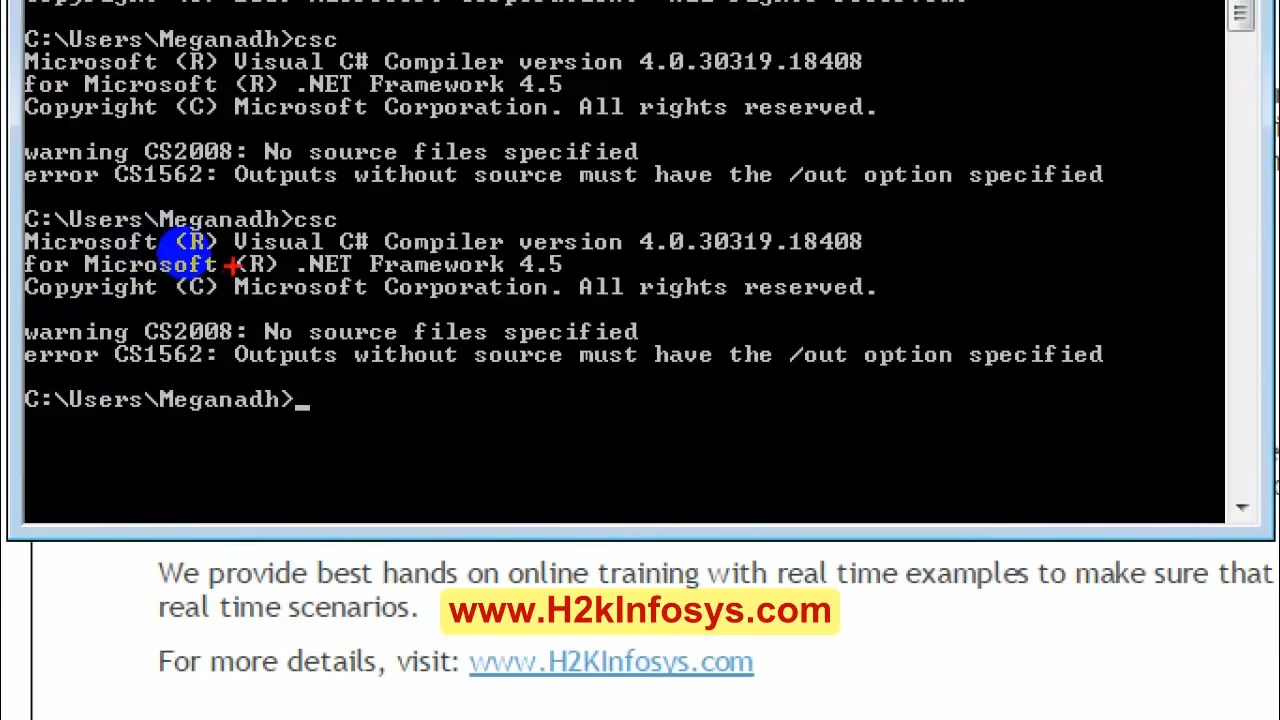 C:\Users\Meganadh>csc
Microsoft (R) Visual C# Compiler version 4.0.30319.18408
for Microsoft (R) .NET Framework 4.5
Copyright (C) Microsoft Corporation. All rights reserved.
warning CS2008: No source files specified
error CS1562: Outputs without source must have the /out option specified
C:\Users\Meganadh>csc
Microsoft (R) Visual C# Compiler version 4.0.30319.18408
for Microsoft (R) .NET Framework 4.5
Copyright (C) Microsoft Corporation. All rights reserved.
warning CS2008: No source files specified
error CS1562: Outputs without source must have the /out option specified
C:\Users\Meganadh>_
We provide best hands on online training with real time examples to make sure that
real time scenarios.
www.H2kInfosys.com
For more details, visit: www.H2KInfosys.com